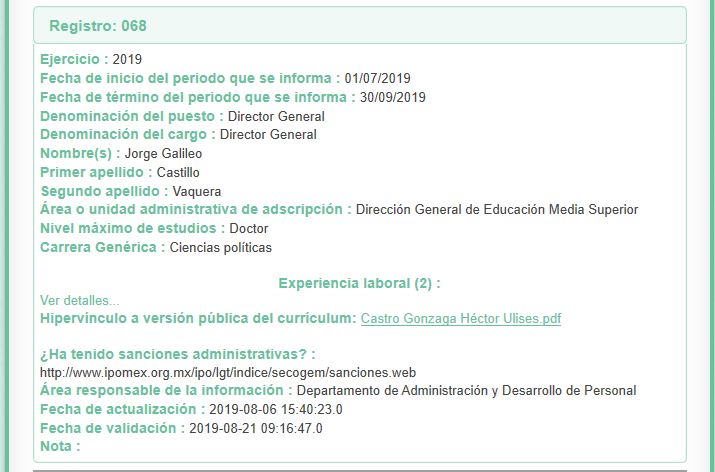 Registro: 068
Ejercicio : 2019
Fecha de inicio del periodo que se informa : 01/07/2019
Fecha de término del periodo que se informa : 30/09/2019
Denominación del puesto : Director General
Denominación del cargo : Director General
Nombre(s) : Jorge Galileo
Primer apellido : Castillo
Segundo apellido : Vaquera
Área o unidad administrativa de adscripción : Dirección General de Educación Media Superior
Nivel máximo de estudios : Doctor
Carrera Genérica : Ciencias políticas
Experiencia laboral (2) :
Ver detalles...
Hipervínculo a versión pública del currículum: Castro Gonzaga Héctor Ulises.pdf
¿Ha tenido sanciones administrativas? :
http://www.ipomex.org.mx/ipo/lgt/indice/secogem/sanciones.web
Área responsable de la información : Departamento de Administración y Desarrollo de Personal
Fecha de actualización : 2019-08-06 15:40:23.0
Fecha de validación : 2019-08-21 09:16:47.0
Nota :